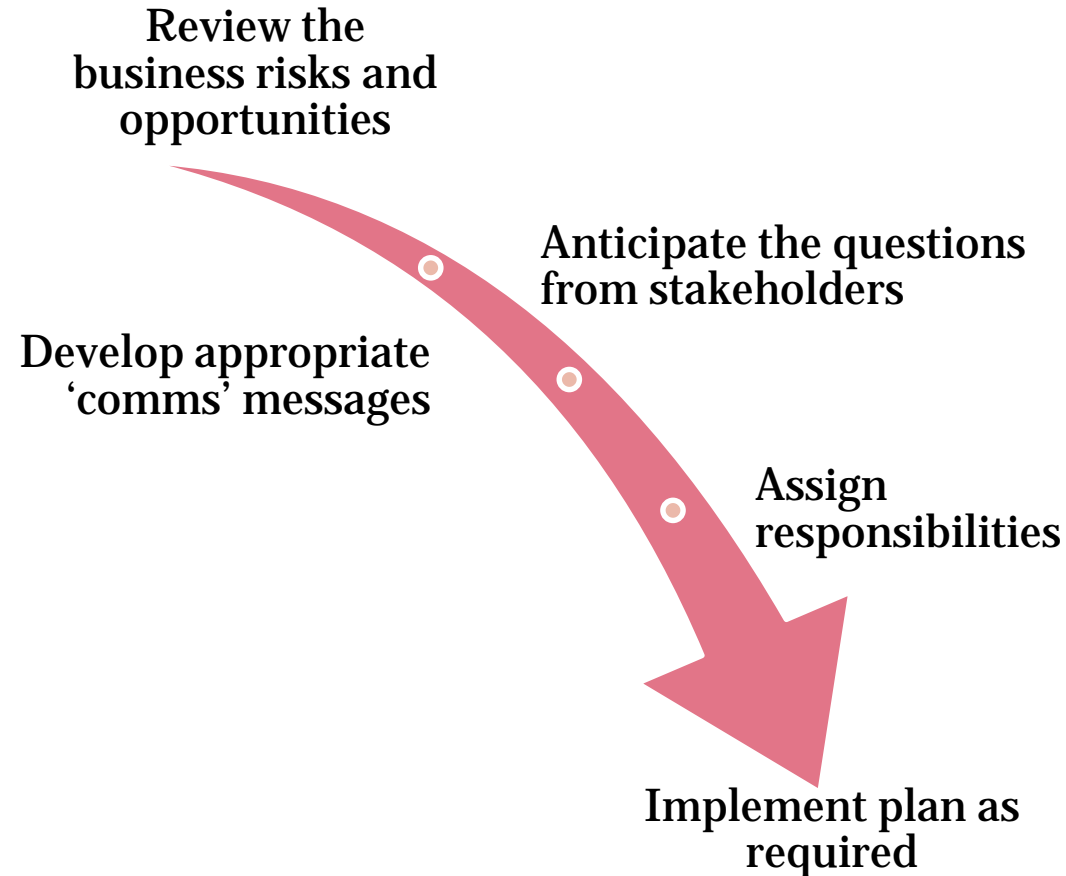 Review the
business risks and
opportunities
Anticipate the questions
from stakeholders
Develop appropriate
‘comms’ messages
Assign
responsibilities
Implement plan as
required